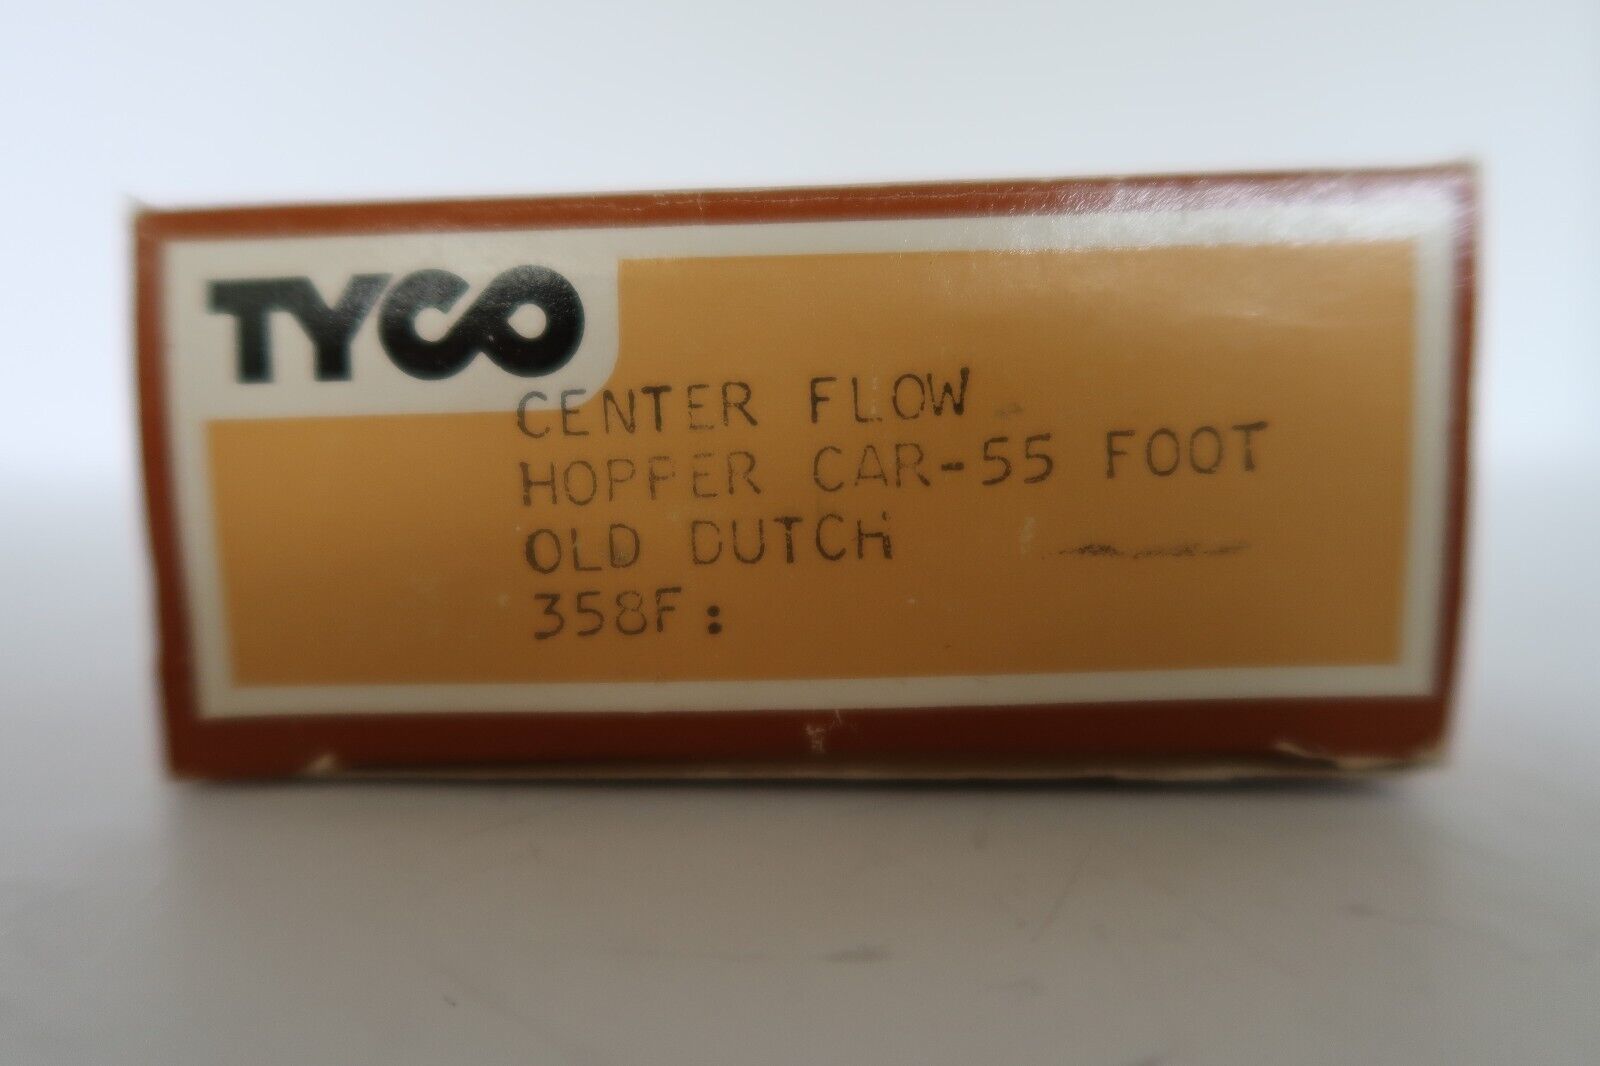 TYCO
CENTER FLOW
HOPPER CAR-55 FOOT
OLD DUTCH
358F: